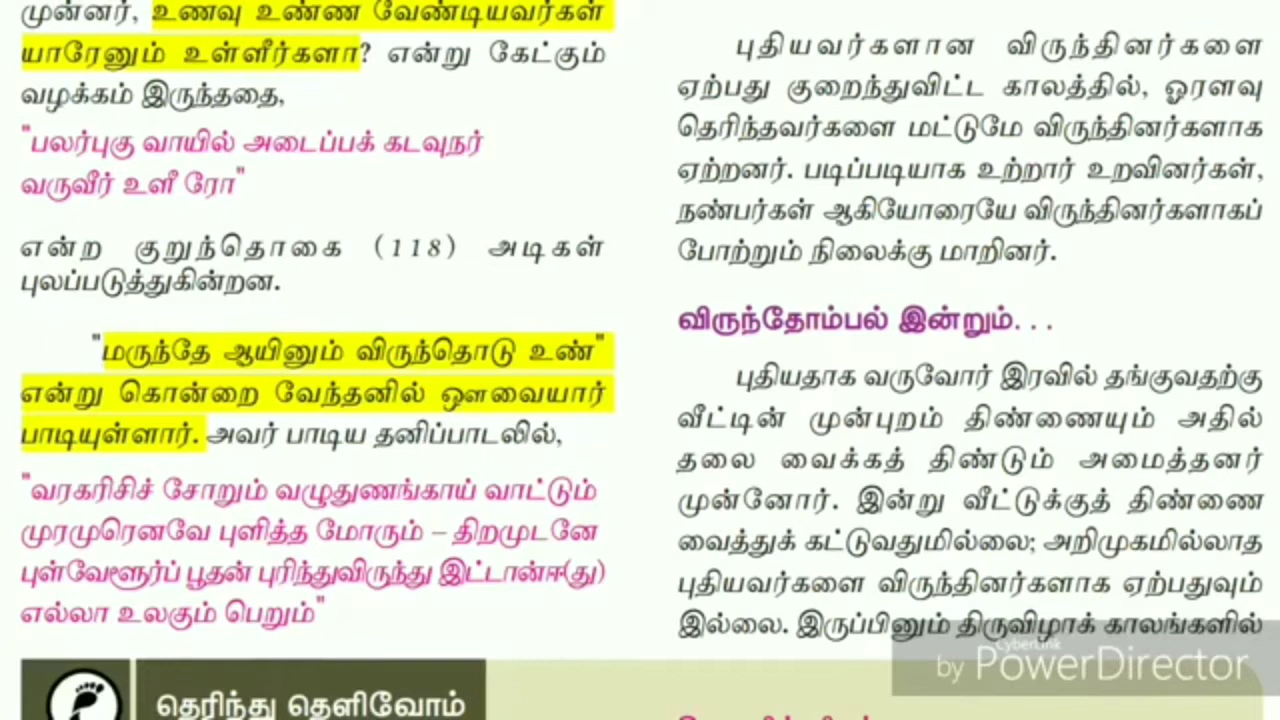 முன்னர், உணவு உண்ண வேண்டியவர்கள்
யாரேனும் உள்ளீர்களா? என்று கேட்கும்
வழக்கம் இருந்ததை,
"பலர்புகு வாயில் அடைப்பக் கடவுநர்
வருவீர் உளீ ரோ"
என்ற குறுந்தொகை (118) அடிகள்
புலப்படுத்துகின்றன.
"மருந்தே ஆயினும் விருந்தொடு உண்"
என்று கொன்றை வேந்தனில் ஔவையார்
பாடியுள்ளார். அவர் பாடிய தனிப்பாடலில்,
"வரகரிசிச் சோறும் வழுதுணங்காய் வாட்டும்
முரமுரெனவே புளித்த மோரும் – திறமுடனே
புள்வேளூர்ப் பூதன் புரிந்துவிருந்து இட்டான்ஈ(து)
எல்லா உலகும் பெறும்"
தெரிந்து தெளிவோம்
புதியவர்களான விருந்தினர்களை
ஏற்பது குறைந்துவிட்ட காலத்தில், ஓரளவு
தெரிந்தவர்களை மட்டுமே விருந்தினர்களாக
ஏற்றனர். படிப்படியாக உற்றார் உறவினர்கள்,
நண்பர்கள் ஆகியோரையே விருந்தினர்களாகப்
போற்றும் நிலைக்கு மாறினர்.
விருந்தோம்பல் இன்றும். . .
புதியதாக வருவோர் இரவில் தங்குவதற்கு
வீட்டின் முன்புறம் திண்ணையும் அதில்
தலை வைக்கத் திண்டும் அமைத்தனர்
முன்னோர். இன்று வீட்டுக்குத் திண்ணை
வைத்துக் கட்டுவதுமில்லை; அறிமுகமில்லாத
புதியவர்களை விருந்தினர்களாக ஏற்பதுவும்
இல்லை. இருப்பினும் திருவிழாக் காலங்களில்
CyberLink
by PowerDirector